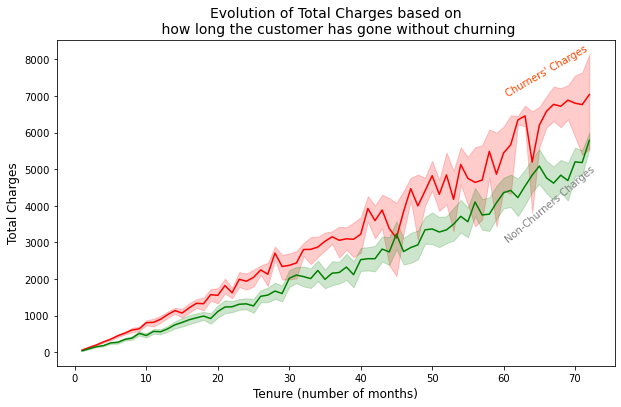 Evolution of Total Charges based on
how long the customer has gone without churning
Total Charges
8000
7000
6000
5000
4000
3000
2000
1000
0
Churners' Charges
Non-Churners Charges
0 10 20 30 40 50 60 70
Tenure (number of months)